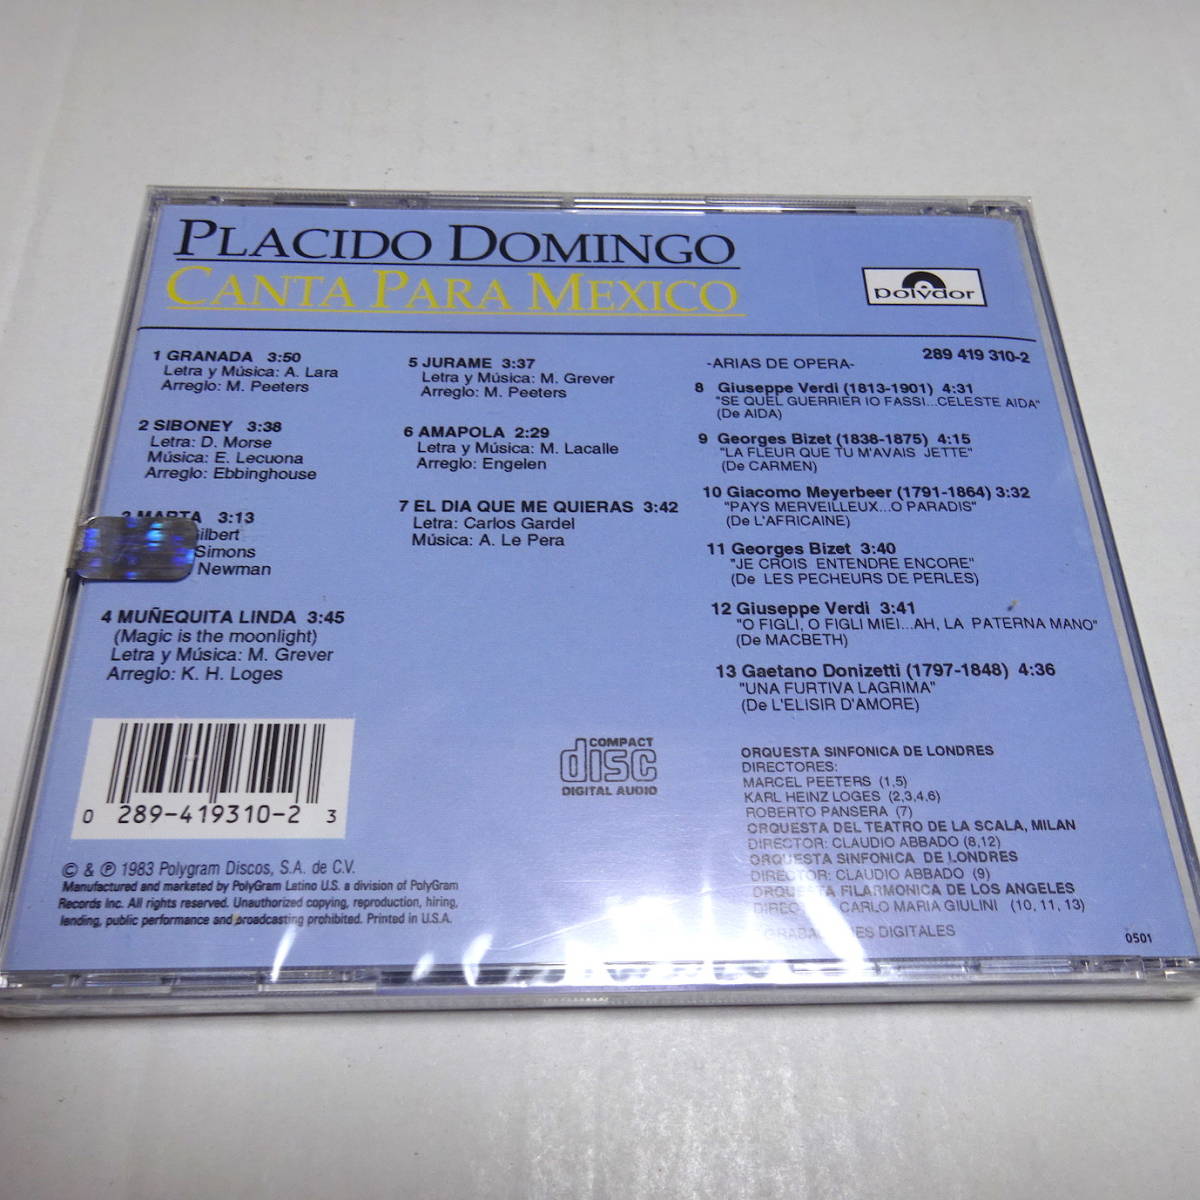 PLACIDO DOMINGO
CANTA PARA MEXICO
polydor
289 419 310-2
1 GRANADA 3:50
Letra y Música: A. Lara
Arreglo: M. Peeters
2 SIBONEY 3:38
Letra: D. Morse
Música: E. Lecuona
Arreglo: Ebbinghouse
3 MARTA 3:13
Simons
Newman
4 MUÑEQUITA LINDA 3:45
(Magic is the moonlight)
Letra y Música: M. Grever
Arreglo: K. H. Loges
5 JURAME 3:37
Letra y Música: M. Grever
Arreglo: M. Peeters
6 AMAPOLA 2:29
Letra y Música: M. Lacalle
Arreglo: Engelen
7 EL DIA QUE ME QUIERAS 3:42
Letra: Carlos Gardel
Música: A. Le Pera
-ARIAS DE OPERA-
8 Giuseppe Verdi (1813-1901) 4:31
"SE QUEL GUERRIER IO FASSI...CELESTE AIDA"
(De AIDA)
9 Georges Bizet (1838-1875) 4:15
"LA FLEUR QUE TU M'AVAIS JETTE"
(De CARMEN)
10 Giacomo Meyerbeer (1791-1864) 3:32
"PAYS MERVEILLEUX...O PARADIS"
(De L'AFRICAINE)
11 Georges Bizet 3:40
"JE CROIS ENTENDRE ENCORE"
(De LES PECHEURS DE PERLES)
12 Giuseppe Verdi 3:41
"O FIGLI, O FIGLI MIEI...AH, LA PATERNA MANO"
(De MACBETH)
13 Gaetano Donizetti (1797-1848) 4:36
"UNA FURTIVA LAGRIMA"
(De L'ELISIR D'AMORE)
ORQUESTA SINFONICA DE LONDRES
DIRECTORES:
MARCEL PEETERS (1,5)
KARL HEINZ LOGES (2,3,4,6)
ROBERTO PANSERA (7)
ORQUESTA DEL TEATRO DE LA SCALA, MILAN
DIRECTOR: CLAUDIO ABBADO (8,12)
ORQUESTA SINFONICA DE LONDRES
DIRECTOR: CLAUDIO ABBADO (9)
ORQUESTA FILARMONICA DE LOS ANGELES
CARLO MARIA GIULINI (10, 11, 13)
DIGITALES
0501
COMPACT
disc
DIGITAL AUDIO
0 289-419310-2 3
© & ℗ 1983 Polygram Discos, S.A. de C.V.
Manufactured and marketed by PolyGram Latino U.S. a division of PolyGram
Records Inc. All rights reserved. Unauthorized copying, reproduction, hiring,
lending, public performance and broadcasting prohibited. Printed in U.S.A.